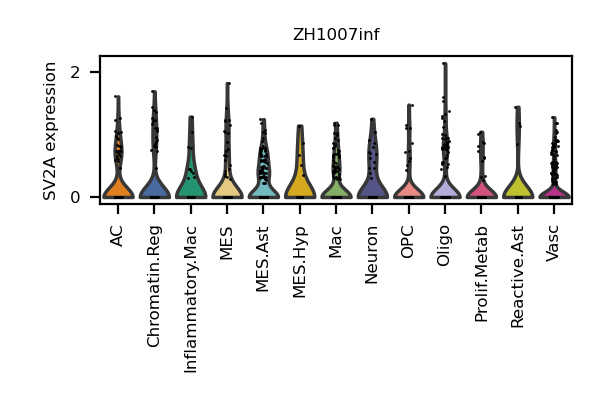 ZH1007inf
SV2A expression
2
0
AC
Chromatin.Reg
Inflammatory.Mac
MES
MES.Ast
MES.Hyp
Mac
Neuron
OPC
Oligo
Prolif.Metab
Reactive.Ast
Vasc